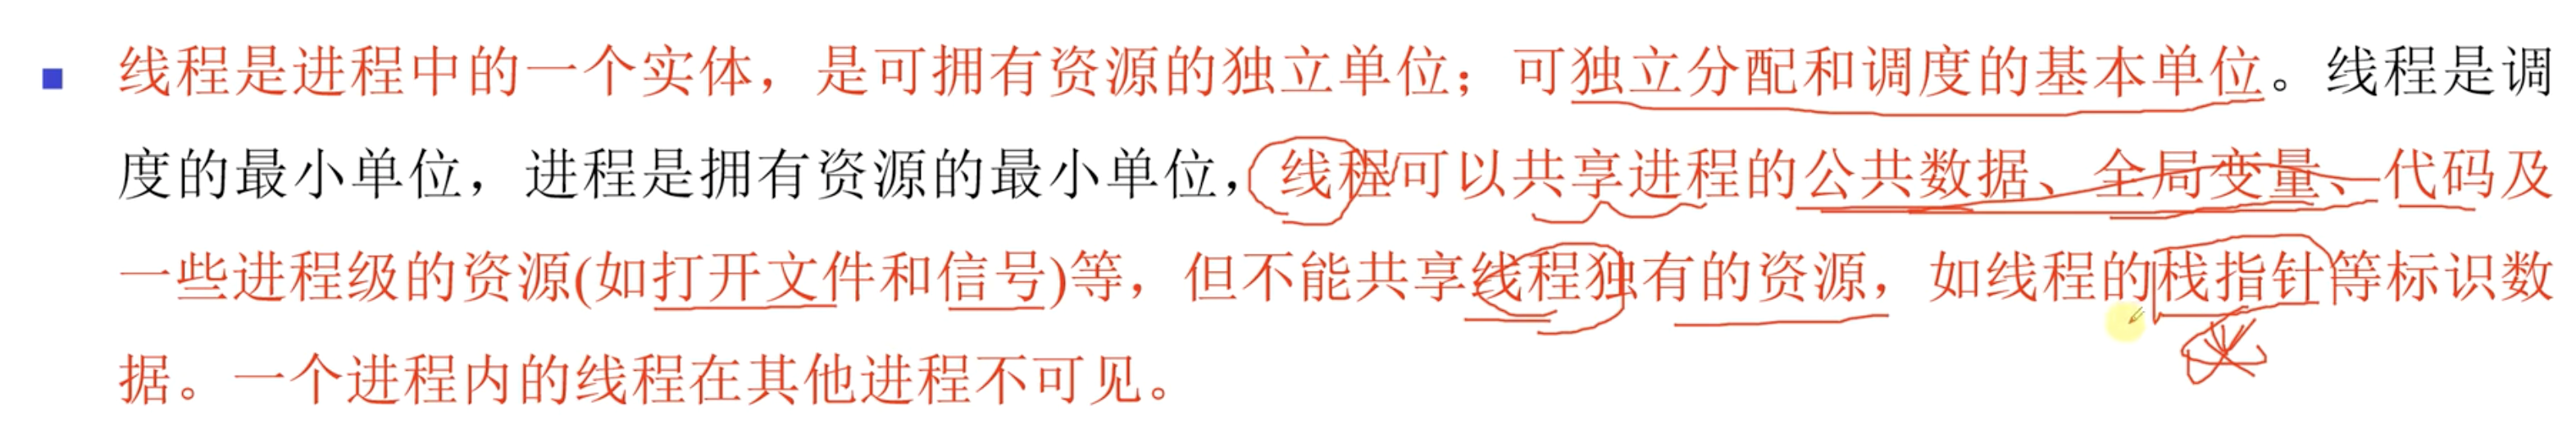 线程是进程中的一个实体，是可拥有资源的独立单位；可独立分配和调度的基本单位。线程是调
度的最小单位，进程是拥有资源的最小单位，线程可以共享进程的公共数据、全局变量、代码及
一些进程级的资源(如打开文件和信号)等，但不能共享线程独有的资源，如线程的栈指针等标识数
据。一个进程内的线程在其他进程不可见。